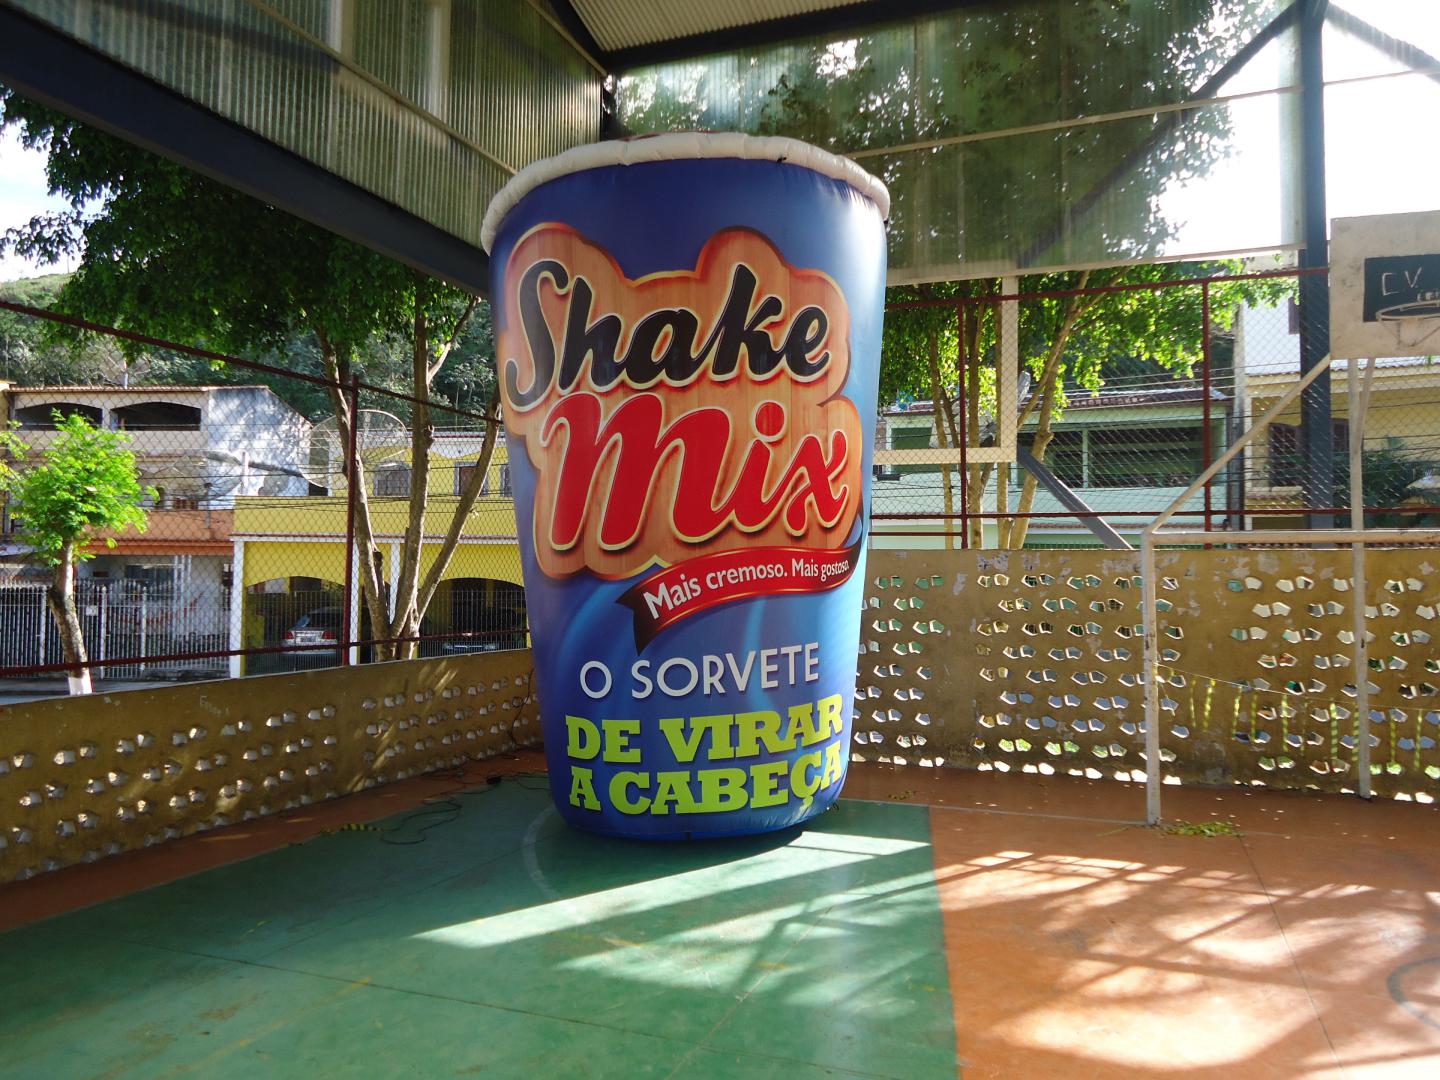 Shake
Mix
Mais cremoso. Mais gostoso.
O SORVETE
DE VIRAR
A CABEÇA
C.V.